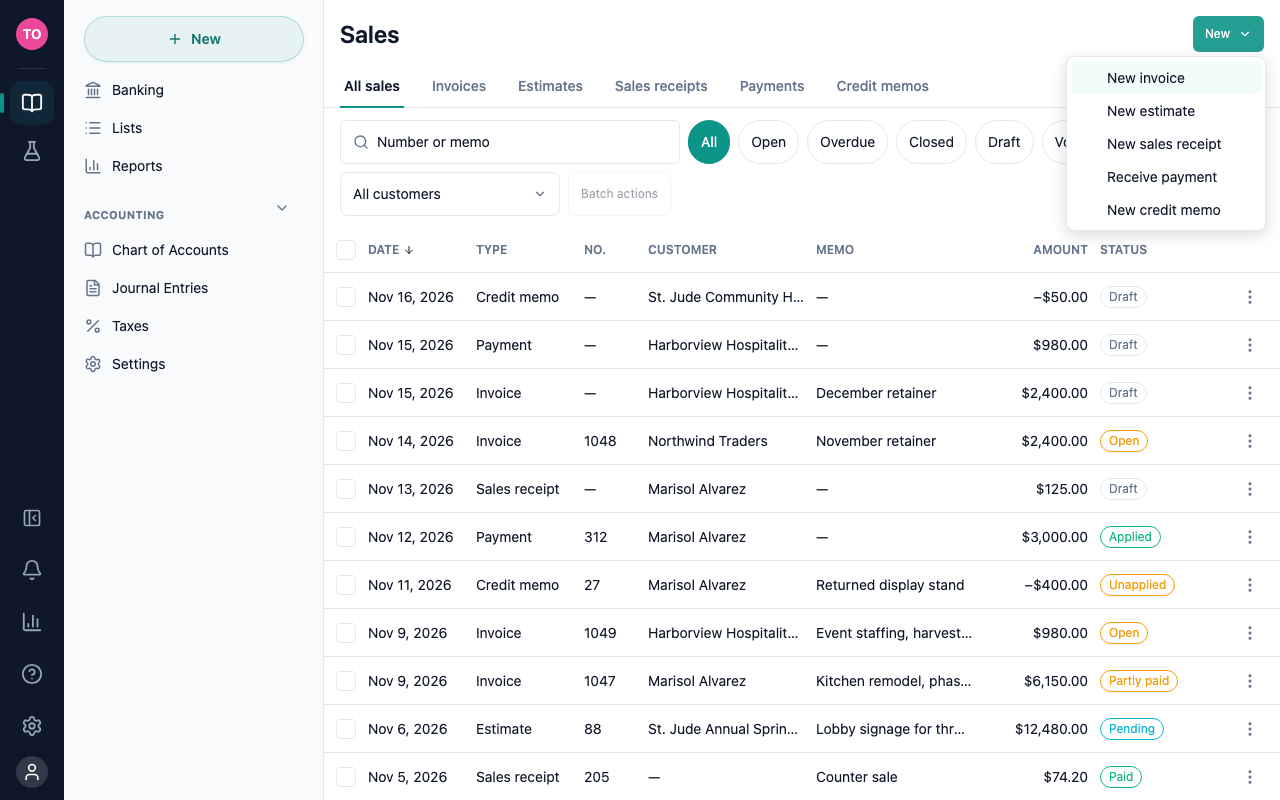 TO
New
Banking
Lists
Reports
ACCOUNTING
Chart of Accounts
Journal Entries
Taxes
Settings
Sales
New
New invoice
New estimate
New sales receipt
Receive payment
New credit memo
All sales Invoices Estimates Sales receipts Payments Credit memos
Number or memo All Open Overdue Closed Draft
All customers Batch actions
DATE TYPE NO. CUSTOMER MEMO AMOUNT STATUS
Nov 16, 2026 Credit memo — St. Jude Community H... — −$50.00 Draft
Nov 15, 2026 Payment — Harborview Hospitalit... — $980.00 Draft
Nov 15, 2026 Invoice — Harborview Hospitalit... December retainer $2,400.00 Draft
Nov 14, 2026 Invoice 1048 Northwind Traders November retainer $2,400.00 Open
Nov 13, 2026 Sales receipt — Marisol Alvarez — $125.00 Draft
Nov 12, 2026 Payment 312 Marisol Alvarez — $3,000.00 Applied
Nov 11, 2026 Credit memo 27 Marisol Alvarez Returned display stand −$400.00 Unapplied
Nov 9, 2026 Invoice 1049 Harborview Hospitalit... Event staffing, harvest... $980.00 Open
Nov 9, 2026 Invoice 1047 Marisol Alvarez Kitchen remodel, phas... $6,150.00 Partly paid
Nov 6, 2026 Estimate 88 St. Jude Annual Sprin... Lobby signage for thr... $12,480.00 Pending
Nov 5, 2026 Sales receipt 205 — Counter sale $74.20 Paid